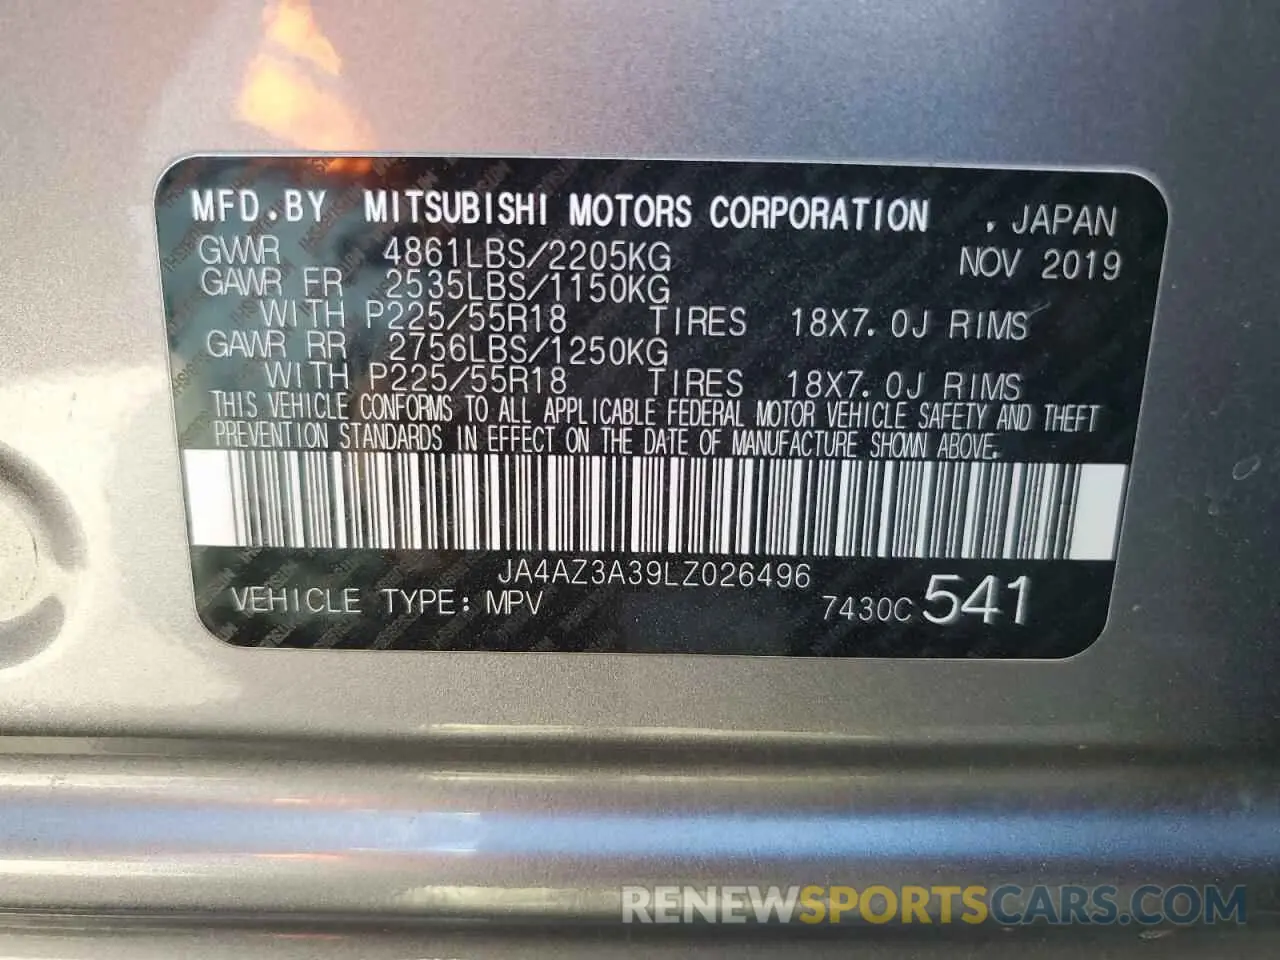 MFD.BY MITSUBISHI MOTORS CORPORATION . JAPAN
GVWR 4861LBS/2205KG NOV 2019
GAWR FR 2535LBS/1150KG
WITH P225/55R18 TIRES 18X7.0J RIMS
GAWR RR 2756LBS/1250KG
WITH P225/55R18 TIRES 18X7.0J RIMS
THIS VEHICLE CONFORMS TO ALL APPLICABLE FEDERAL MOTOR VEHICLE SAFETY AND THEFT
PREVENTION STANDARDS IN EFFECT ON THE DATE OF MANUFACTURE SHOWN ABOVE.
JA4AZ3A39LZ026496
VEHICLE TYPE: MPV 7430C 541
RENEWSPORTSCARS.COM